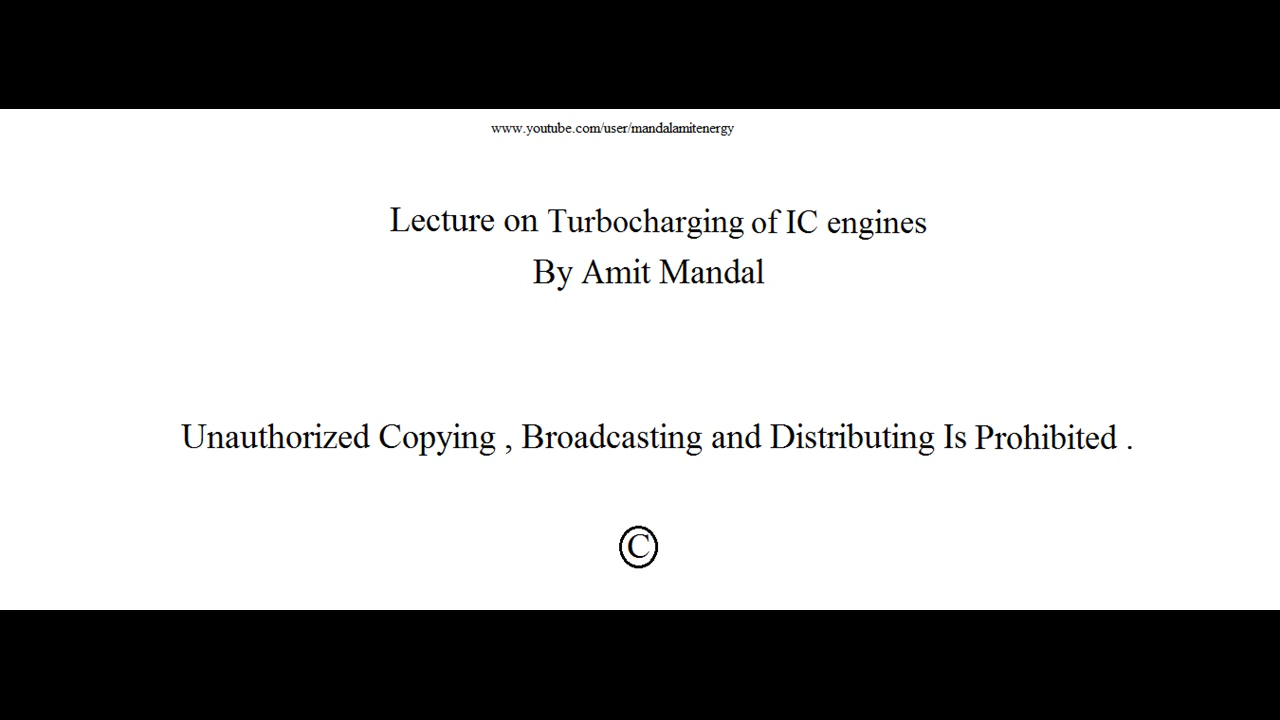 www.youtube.com/user/mandalamitenergy
Lecture on Turbocharging of IC engines
By Amit Mandal
Unauthorized Copying , Broadcasting and Distributing Is Prohibited .
©